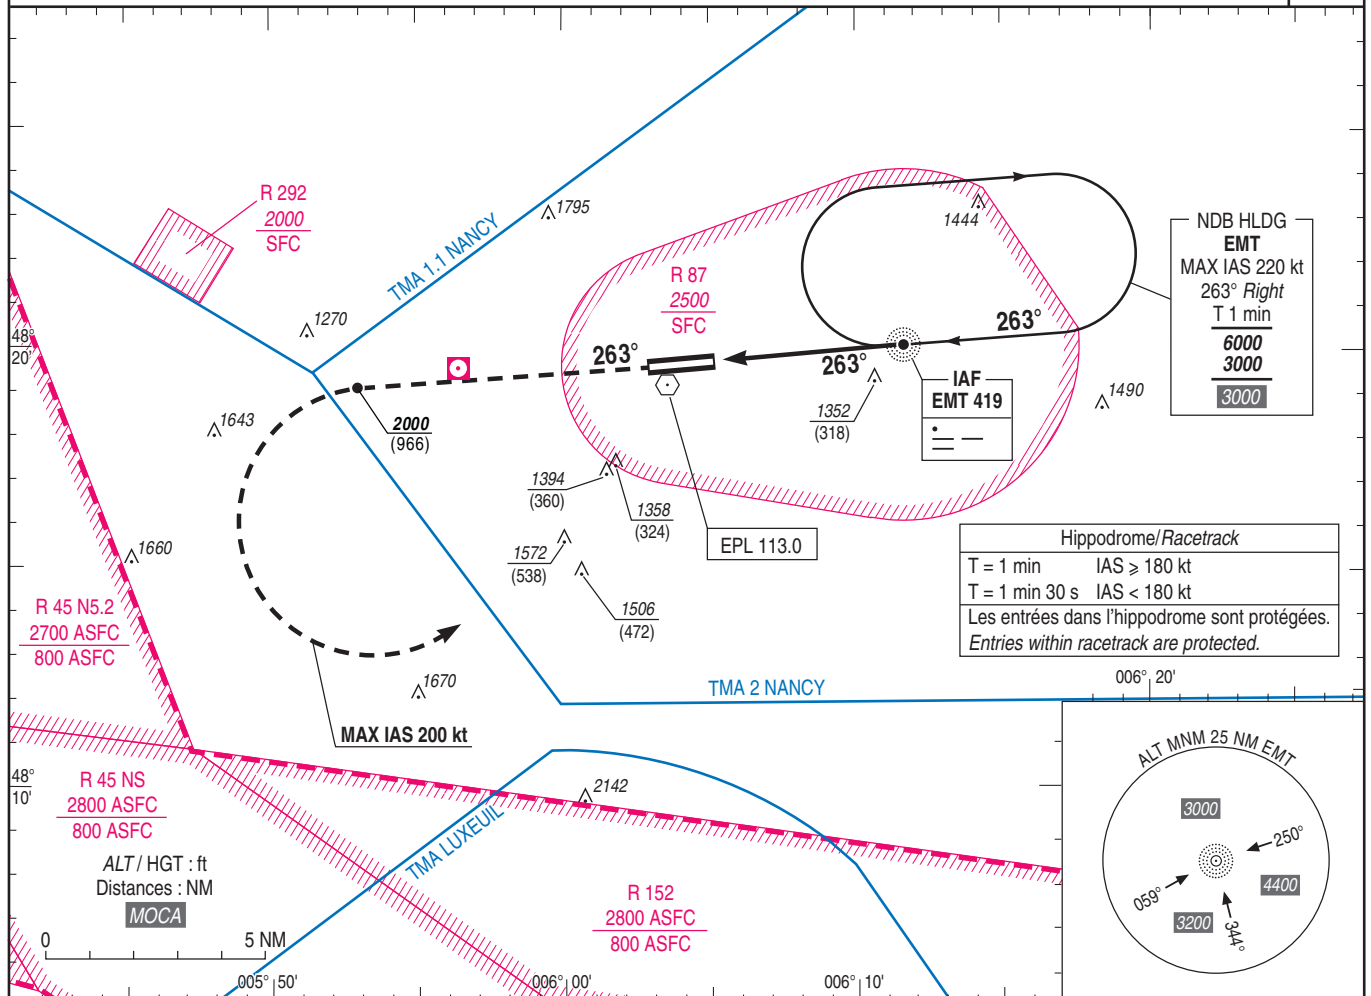 R 292
2000
SFC
1795
TMA 1.1 NANCY
1444
R 87
2500
SFC
NDB HLDG
EMT
MAX IAS 220 kt
263° Right
T 1 min
6000
3000
3000
1270
48°
20'
263°
263°
263°
IAF
EMT 419
1352
(318)
1490
1643
2000
(966)
1394
(360)
1358
(324)
EPL 113.0
1572
(538)
1506
(472)
1660
Hippodrome/Racetrack
T = 1 min IAS ⩾ 180 kt
T = 1 min 30 s IAS < 180 kt
Les entrées dans l'hippodrome sont protégées.
Entries within racetrack are protected.
R 45 N5.2
2700 ASFC
800 ASFC
1670
TMA 2 NANCY
006° 20'
MAX IAS 200 kt
48°
10'
R 45 NS
2800 ASFC
800 ASFC
2142
TMA LUXEUIL
ALT / HGT : ft
Distances : NM
MOCA
0 5 NM
R 152
2800 ASFC
800 ASFC
005° 50'
006° 00'
006° 10'
ALT MNM 25 NM EMT
3000
250°
059°
4400
3200
344°